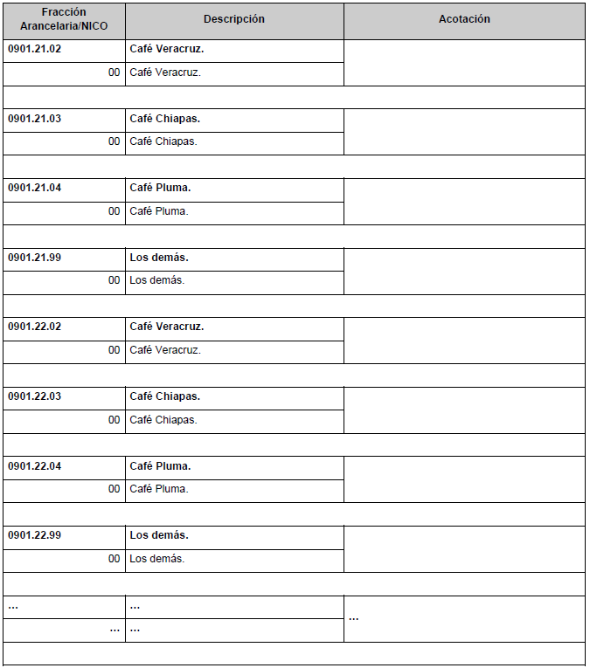 Fracción
Arancelaria/NICO
Descripción
Acotación
0901.21.02 Café Veracruz.
00 Café Veracruz.
0901.21.03 Café Chiapas.
00 Café Chiapas.
0901.21.04 Café Pluma.
00 Café Pluma.
0901.21.99 Los demás.
00 Los demás.
0901.22.02 Café Veracruz.
00 Café Veracruz.
0901.22.03 Café Chiapas.
00 Café Chiapas.
0901.22.04 Café Pluma.
00 Café Pluma.
0901.22.99 Los demás.
00 Los demás.
... ...
...
... ...